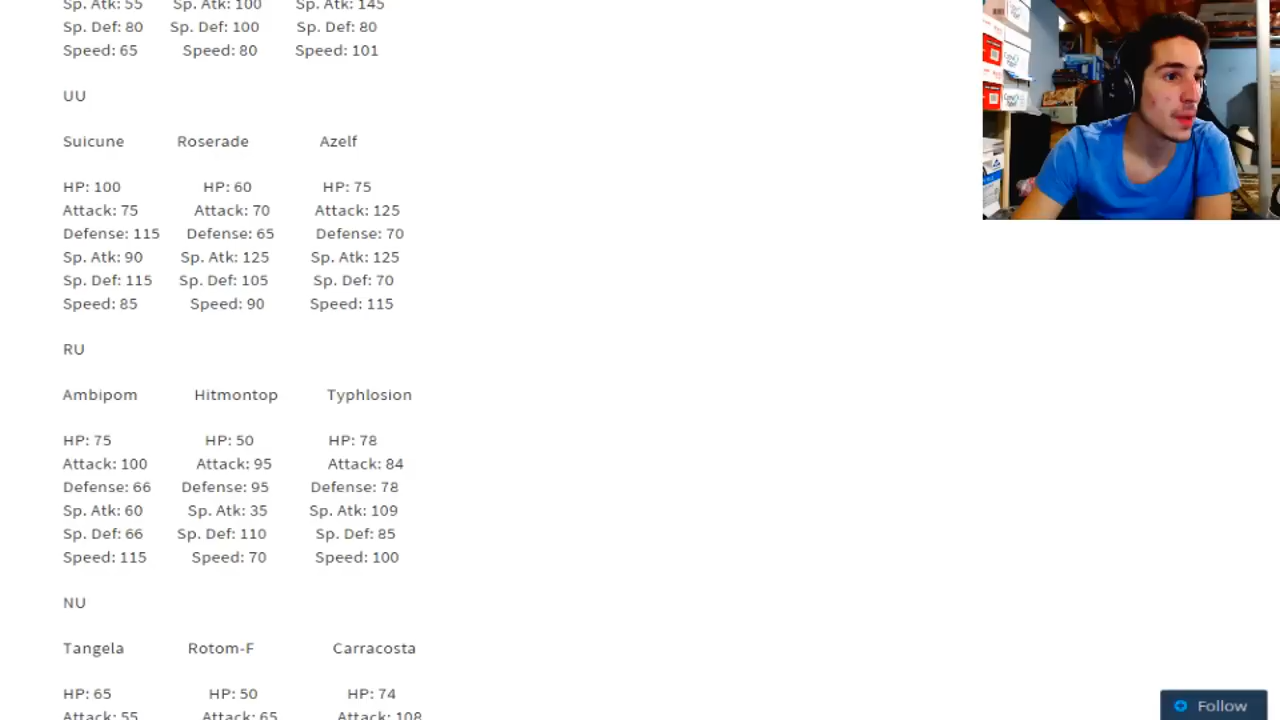 Sp. Atk: 55 Sp. Atk: 100 Sp. Atk: 145
Sp. Def: 80 Sp. Def: 100 Sp. Def: 80
Speed: 65 Speed: 80 Speed: 101
UU
Suicune Roserade Azelf
HP: 100 HP: 60 HP: 75
Attack: 75 Attack: 70 Attack: 125
Defense: 115 Defense: 65 Defense: 70
Sp. Atk: 90 Sp. Atk: 125 Sp. Atk: 125
Sp. Def: 115 Sp. Def: 105 Sp. Def: 70
Speed: 85 Speed: 90 Speed: 115
RU
Ambipom Hitmontop Typhlosion
HP: 75 HP: 50 HP: 78
Attack: 100 Attack: 95 Attack: 84
Defense: 66 Defense: 95 Defense: 78
Sp. Atk: 60 Sp. Atk: 35 Sp. Atk: 109
Sp. Def: 66 Sp. Def: 110 Sp. Def: 85
Speed: 115 Speed: 70 Speed: 100
NU
Tangela Rotom-F Carracosta
HP: 65 HP: 50 HP: 74
Attack: 55 Attack: 65 Attack: 108
Follow